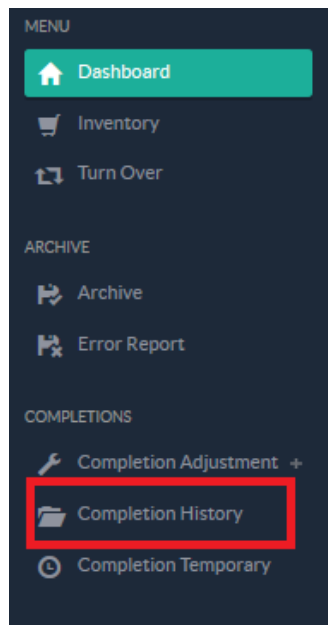 MENU
Dashboard
Inventory
Turn Over
ARCHIVE
Archive
Error Report
COMPLETIONS
Completion Adjustment +
Completion History
Completion Temporary